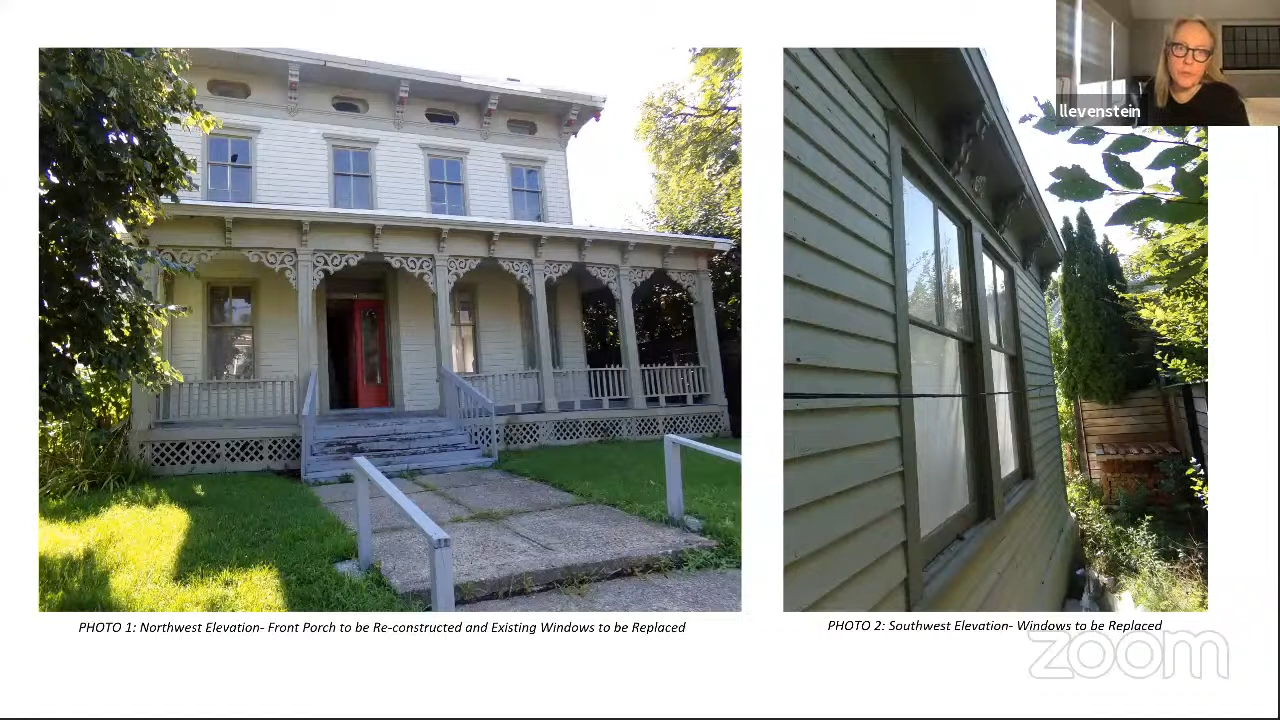 llevenstein
PHOTO 1: Northwest Elevation- Front Porch to be Re-constructed and Existing Windows to be Replaced
PHOTO 2: Southwest Elevation- Windows to be Replaced
zoom